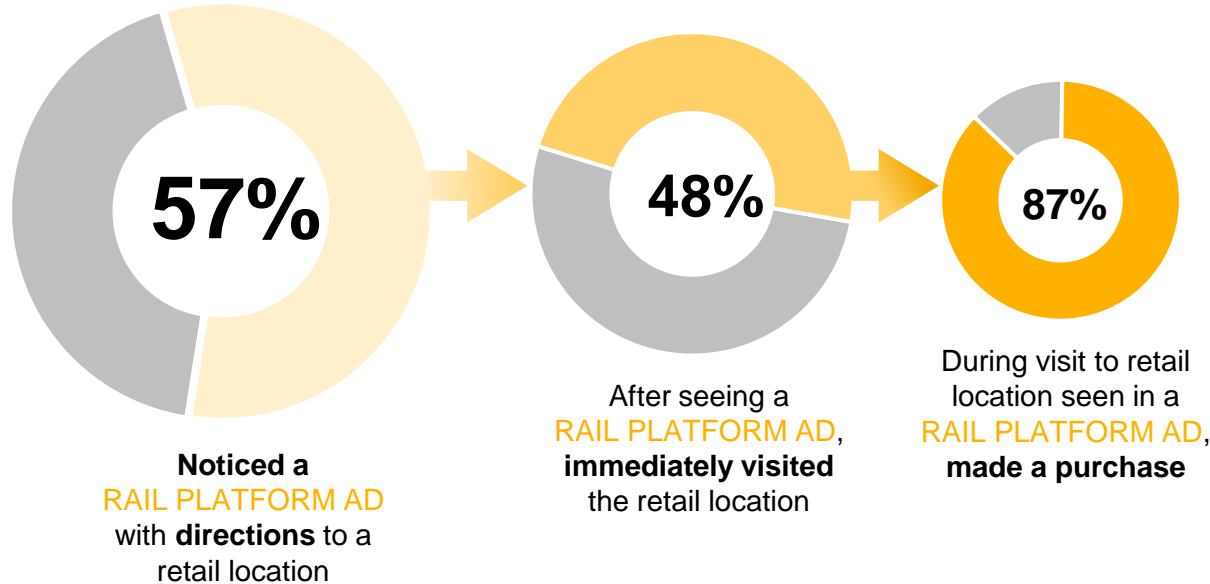 57%
Noticed a
RAIL PLATFORM AD
with directions to a
retail location
48%
After seeing a
RAIL PLATFORM AD,
immediately visited
the retail location
87%
During visit to retail
location seen in a
RAIL PLATFORM AD,
made a purchase